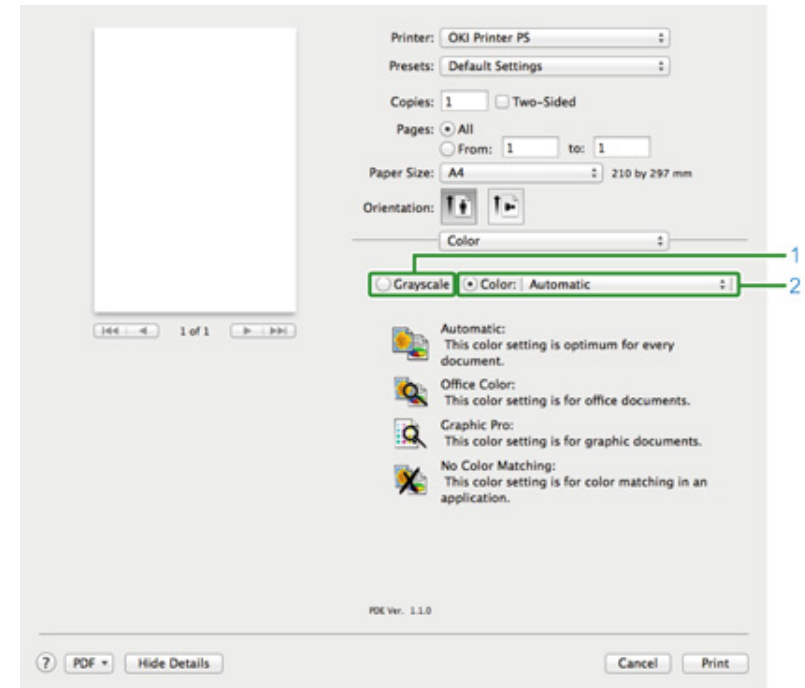 Printer: OKI Printer PS
Presets: Default Settings
Copies: 1 Two-Sided
Pages: All
From: 1 to: 1
Paper Size: A4 210 by 297 mm
Orientation:
Color
1
Grayscale Color: Automatic
2
1 of 1
Automatic:
This color setting is optimum for every
document.
Office Color:
This color setting is for office documents.
Graphic Pro:
This color setting is for graphic documents.
No Color Matching:
This color setting is for color matching in an
application.
PDE Ver. 1.1.0
? PDF Hide Details Cancel Print